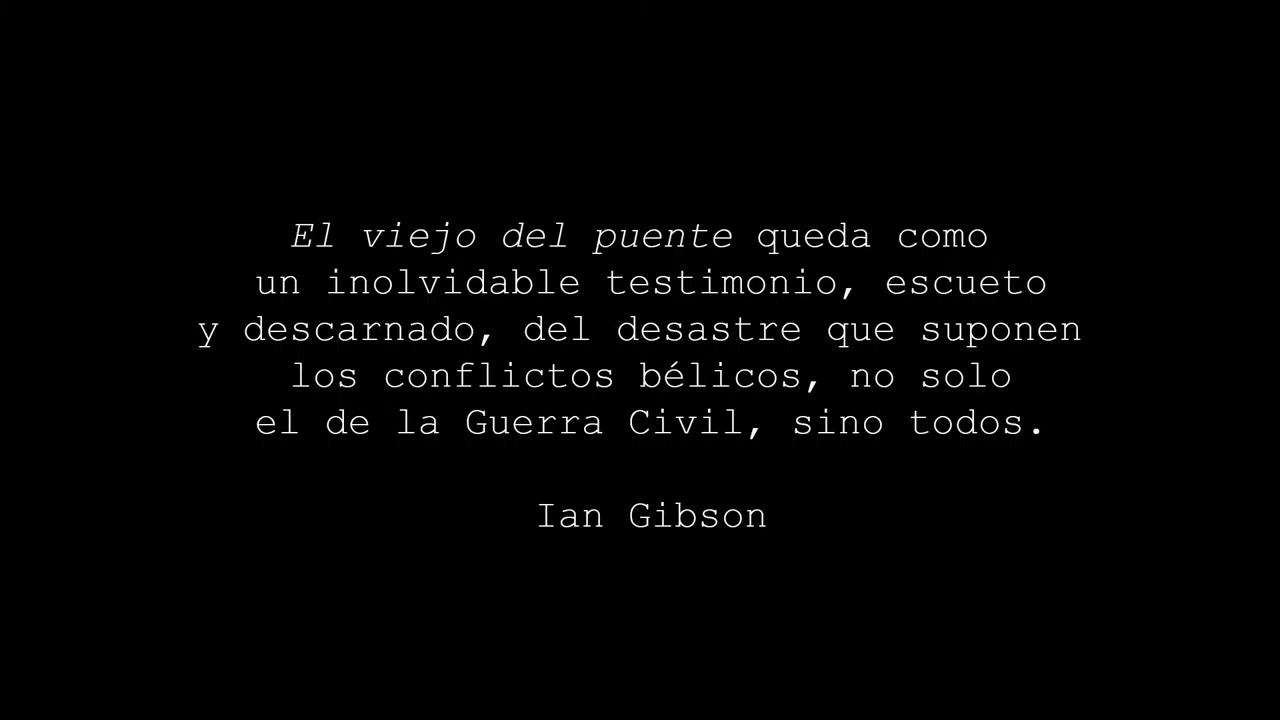 El viejo del puente queda como
un inolvidable testimonio, escueto
y descarnado, del desastre que suponen
los conflictos bélicos, no solo
el de la Guerra Civil, sino todos.
Ian Gibson